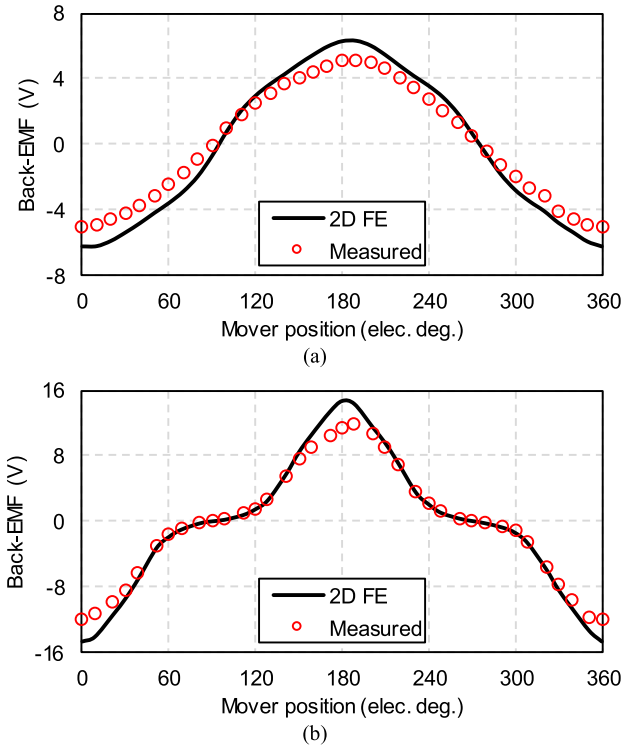 8
4
0
-4
-8
Back-EMF (V)
2D FE
Measured
0 60 120 180 240 300 360
Mover position (elec. deg.)
(a)
16
8
0
-8
-16
Back-EMF (V)
2D FE
Measured
0 60 120 180 240 300 360
Mover position (elec. deg.)
(b)